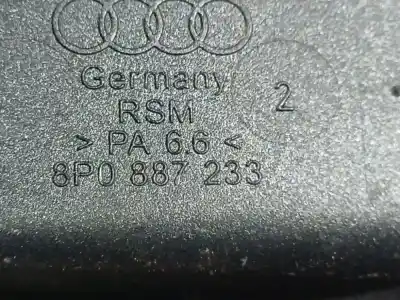 Germany
RSM
2
> PA 6.6 <
8P0 887 233